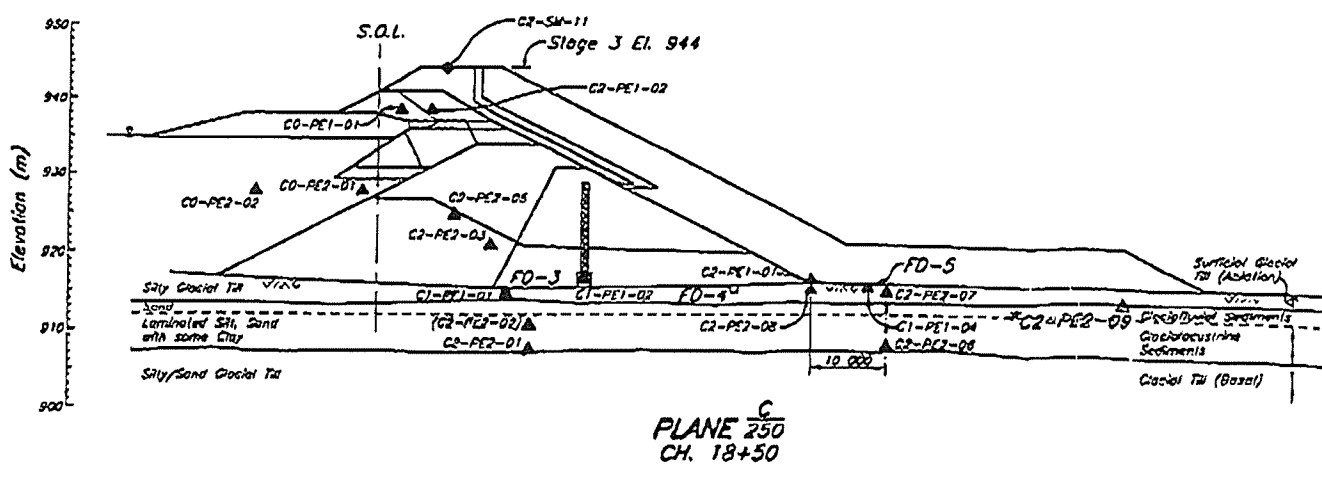 950
C2-SM-11
S.O.L.
Stage 3 El. 944
C2-PE1-02
940
C0-PE1-01
Elevation (m)
930
C0-PE2-02
C0-PE2-01
C2-PE2-05
C2-PE2-03
920
FD-3
C2-PE1-01
FD-5
Surficial Glacial
Till (Ablation)
Silty Glacial Till
C1-PE1-02
FD-4
C2-PE2-07
Sand
910
Laminated Silt, Sand
with some Clay
(C2-PE2-02)
C2-PE2-08
C1-PE1-04
*C2-PE2-09
Glaciofluvial Sediments
Glaciolacustrine
Sediments
C2-PE2-01
C2-PE2-06
10 000
Silty/Sand Glacial Till
Glacial Till (Basal)
900
PLANE C
250
CH. 18+50